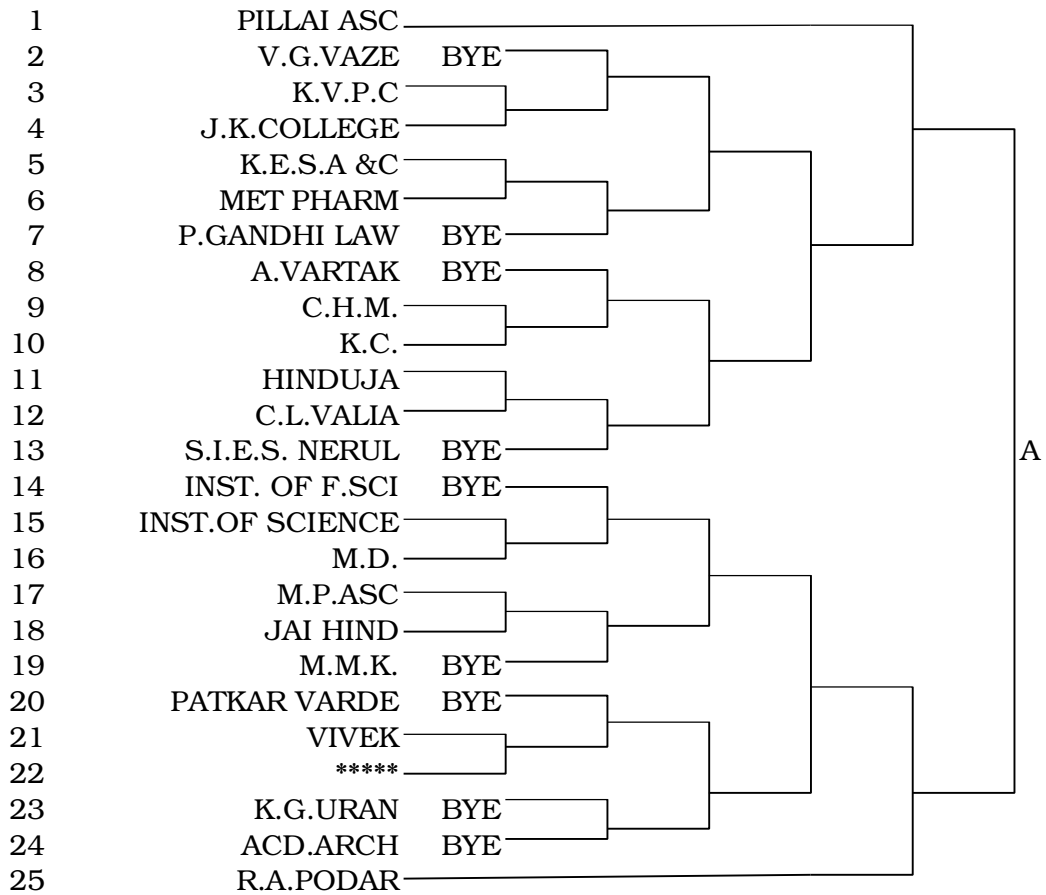 1 PILLAI ASC
2 V.G.VAZE BYE
3 K.V.P.C
4 J.K.COLLEGE
5 K.E.S.A &C
6 MET PHARM
7 P.GANDHI LAW BYE
8 A.VARTAK BYE
9 C.H.M.
10 K.C.
11 HINDUJA
12 C.L.VALIA
13 S.I.E.S. NERUL BYE A
14 INST. OF F.SCI BYE
15 INST.OF SCIENCE
16 M.D.
17 M.P.ASC
18 JAI HIND
19 M.M.K. BYE
20 PATKAR VARDE BYE
21 VIVEK
22 *****
23 K.G.URAN BYE
24 ACD.ARCH BYE
25 R.A.PODAR